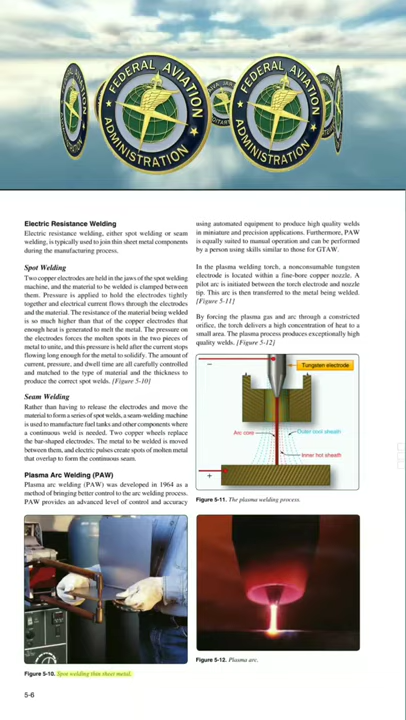 FEDERAL AVIATION
ADMINISTRATION
FEDERAL AVIATION
ADMINISTRATION
Electric Resistance Welding
Electric resistance welding, either spot welding or seam
welding, is typically used to join thin sheet metal components
during the manufacturing process.
Spot Welding
Two copper electrodes are held in the jaws of the spot welding
machine, and the material to be welded is clamped between
them. Pressure is applied to hold the electrodes tightly
together and electrical current flows through the electrodes
and the material. The resistance of the material being welded
is so much higher than that of the copper electrodes that
enough heat is generated to melt the metal. The pressure on
the electrodes forces the molten spots in the two pieces of
metal to unite, and this pressure is held after the current stops
flowing long enough for the metal to solidify. The amount of
current, pressure, and dwell time are all carefully controlled
and matched to the type of material and the thickness to
produce the correct spot welds. [Figure 5-10]
Seam Welding
Rather than having to release the electrodes and move the
material to form a series of spot welds, a seam-welding machine
is used to manufacture fuel tanks and other components where
a continuous weld is needed. Two copper wheels replace
the bar-shaped electrodes. The metal to be welded is moved
between them, and electric pulses create spots of molten metal
that overlap to form the continuous seam.
Plasma Arc Welding (PAW)
Plasma arc welding (PAW) was developed in 1964 as a
method of bringing better control to the arc welding process.
PAW provides an advanced level of control and accuracy
using automated equipment to produce high quality welds
in miniature and precision applications. Furthermore, PAW
is equally suited to manual operation and can be performed
by a person using skills similar to those for GTAW.
In the plasma welding torch, a nonconsumable tungsten
electrode is located within a fine-bore copper nozzle. A
pilot arc is initiated between the torch electrode and nozzle
tip. This arc is then transferred to the metal being welded.
[Figure 5-11]
By forcing the plasma gas and arc through a constricted
orifice, the torch delivers a high concentration of heat to a
small area. The plasma process produces exceptionally high
quality welds. [Figure 5-12]
−
Tungsten electrode
Arc core
Outer cool sheath
Inner hot sheath
+
Figure 5-11. The plasma welding process.
Figure 5-10. Spot welding thin sheet metal.
Figure 5-12. Plasma arc.
5-6